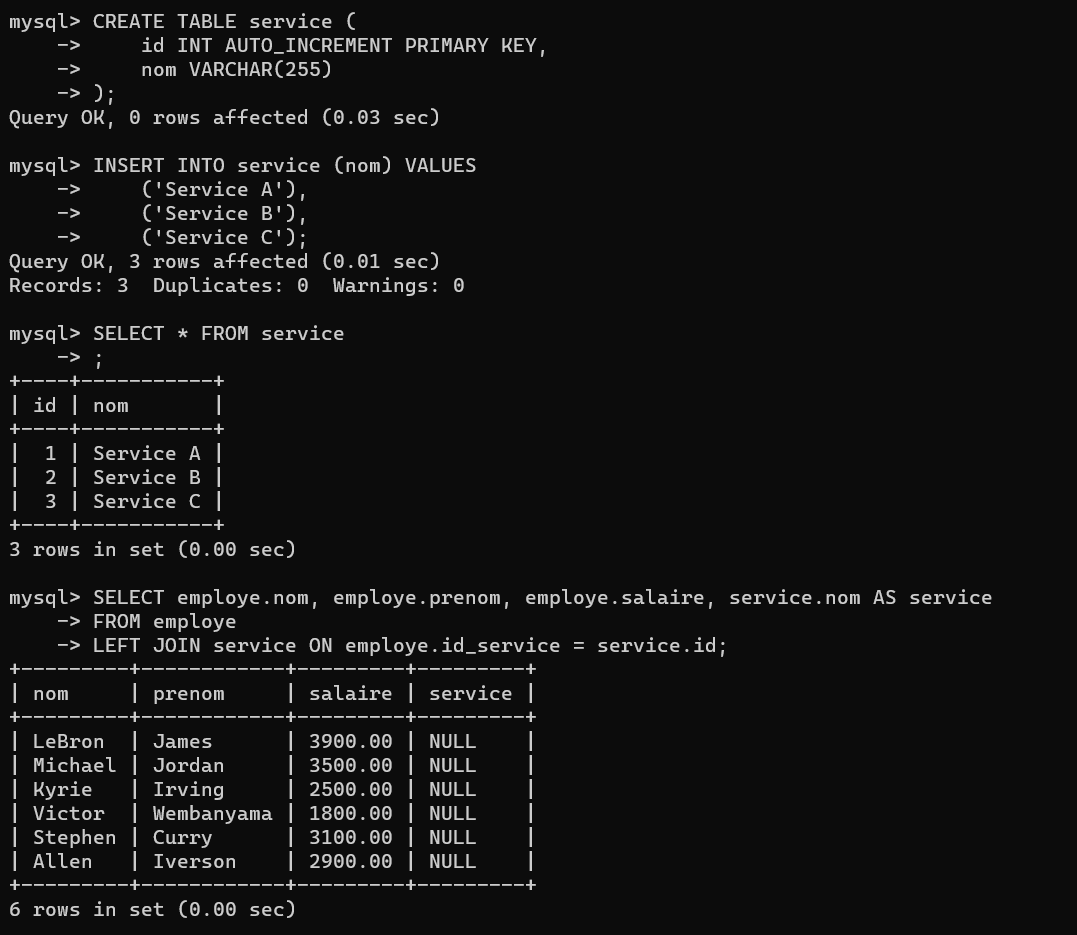 mysql> CREATE TABLE service (
    ->     id INT AUTO_INCREMENT PRIMARY KEY,
    ->     nom VARCHAR(255)
    -> );
Query OK, 0 rows affected (0.03 sec)

mysql> INSERT INTO service (nom) VALUES
    ->     ('Service A'),
    ->     ('Service B'),
    ->     ('Service C');
Query OK, 3 rows affected (0.01 sec)
Records: 3  Duplicates: 0  Warnings: 0

mysql> SELECT * FROM service
    -> ;
+----+-----------+
| id | nom       |
+----+-----------+
|  1 | Service A |
|  2 | Service B |
|  3 | Service C |
+----+-----------+
3 rows in set (0.00 sec)

mysql> SELECT employe.nom, employe.prenom, employe.salaire, service.nom AS service
    -> FROM employe
    -> LEFT JOIN service ON employe.id_service = service.id;
+---------+------------+---------+---------+
| nom     | prenom     | salaire | service |
+---------+------------+---------+---------+
| LeBron  | James      | 3900.00 | NULL    |
| Michael | Jordan     | 3500.00 | NULL    |
| Kyrie   | Irving     | 2500.00 | NULL    |
| Victor  | Wembanyama | 1800.00 | NULL    |
| Stephen | Curry      | 3100.00 | NULL    |
| Allen   | Iverson    | 2900.00 | NULL    |
+---------+------------+---------+---------+
6 rows in set (0.00 sec)